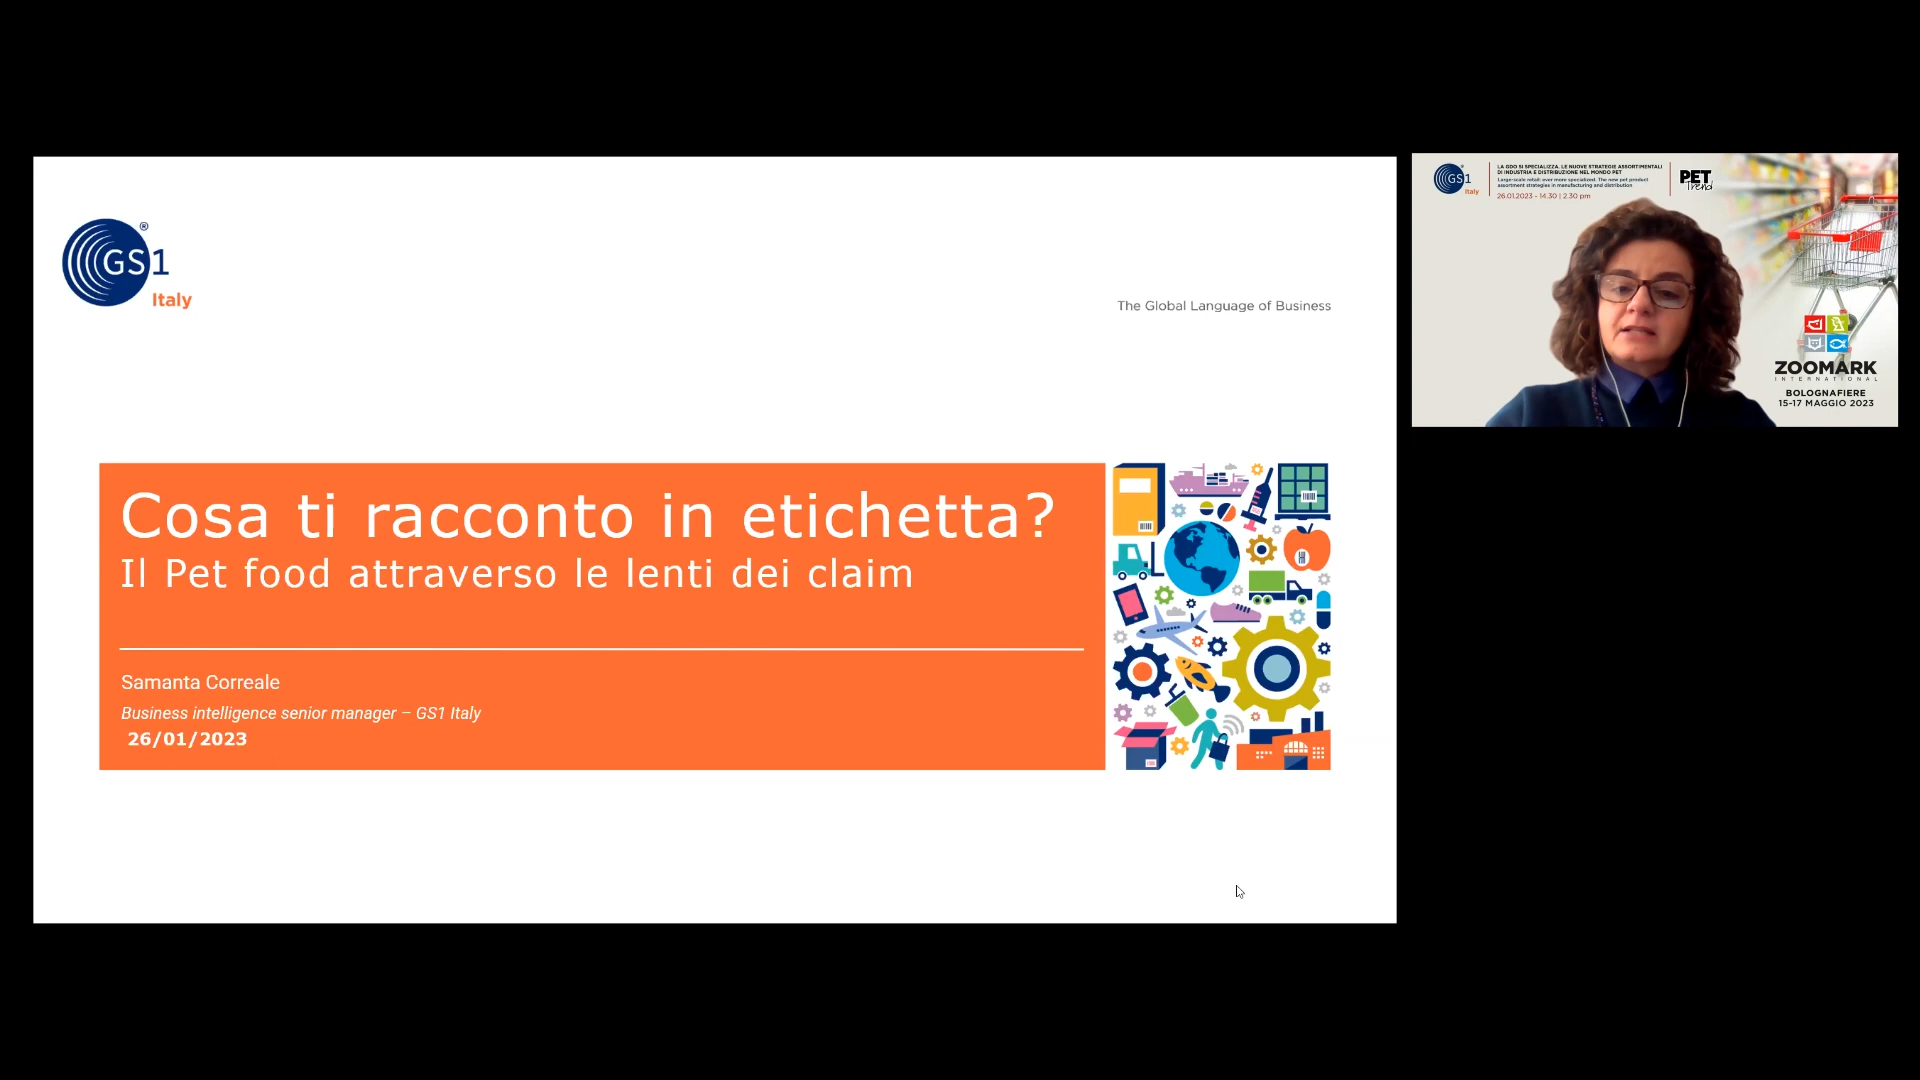 GS1
®
Italy
The Global Language of Business
Cosa ti racconto in etichetta?
Il Pet food attraverso le lenti dei claim
Samanta Correale
Business intelligence senior manager – GS1 Italy
26/01/2023
GS1
Italy
LA GDO SI SPECIALIZZA. LE NUOVE STRATEGIE ASSORTIMENTALI
DI INDUSTRIA E DISTRIBUZIONE NEL MONDO PET
Large-scale retail: ever more specialized. The new pet product
assortment strategies in manufacturing and distribution
26.01.2023 - 14.30 | 2.30 pm
PET
Trend
ZOOMARK
INTERNATIONAL
BOLOGNAFIERE
15-17 MAGGIO 2023